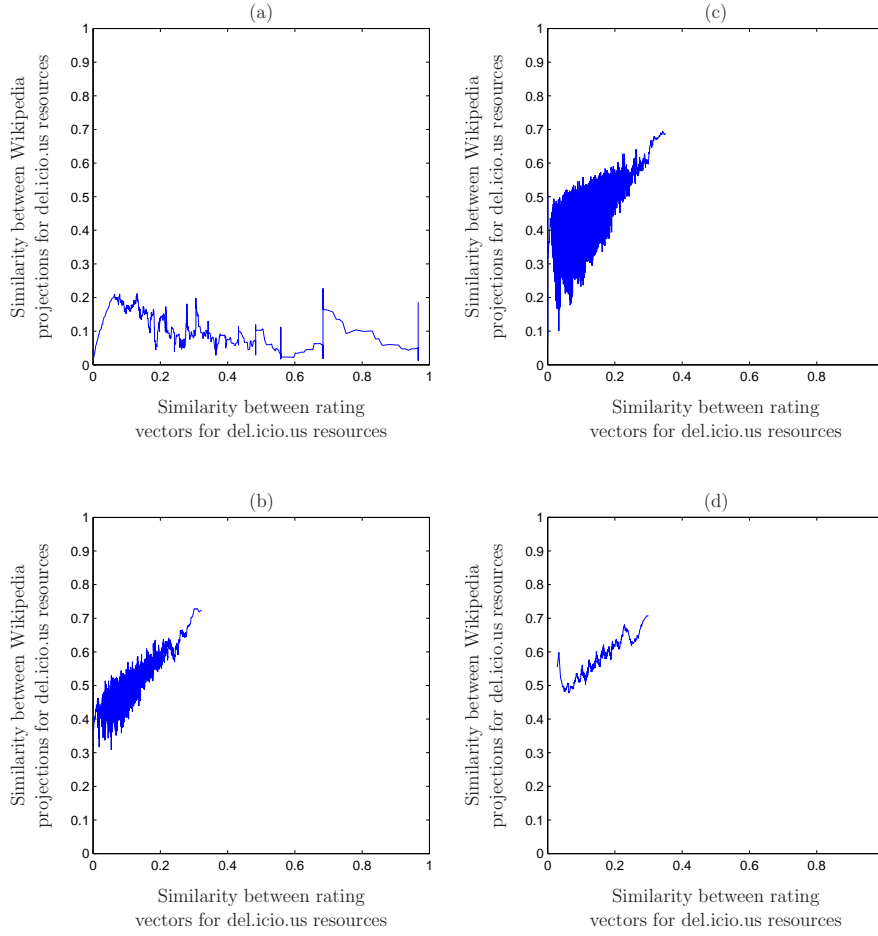 (a)
1
0.9
0.8
0.7
0.6
0.5
0.4
0.3
0.2
0.1
0
0 0.2 0.4 0.6 0.8 1
Similarity between Wikipedia
projections for del.icio.us resources
Similarity between rating
vectors for del.icio.us resources
(c)
1
0.9
0.8
0.7
0.6
0.5
0.4
0.3
0.2
0.1
0
0 0.2 0.4 0.6 0.8
Similarity between Wikipedia
projections for del.icio.us resources
Similarity between rating
vectors for del.icio.us resources
(b)
1
0.9
0.8
0.7
0.6
0.5
0.4
0.3
0.2
0.1
0
0 0.2 0.4 0.6 0.8 1
Similarity between Wikipedia
projections for del.icio.us resources
Similarity between rating
vectors for del.icio.us resources
(d)
1
0.9
0.8
0.7
0.6
0.5
0.4
0.3
0.2
0.1
0
0 0.2 0.4 0.6 0.8
Similarity between Wikipedia
projections for del.icio.us resources
Similarity between rating
vectors for del.icio.us resources